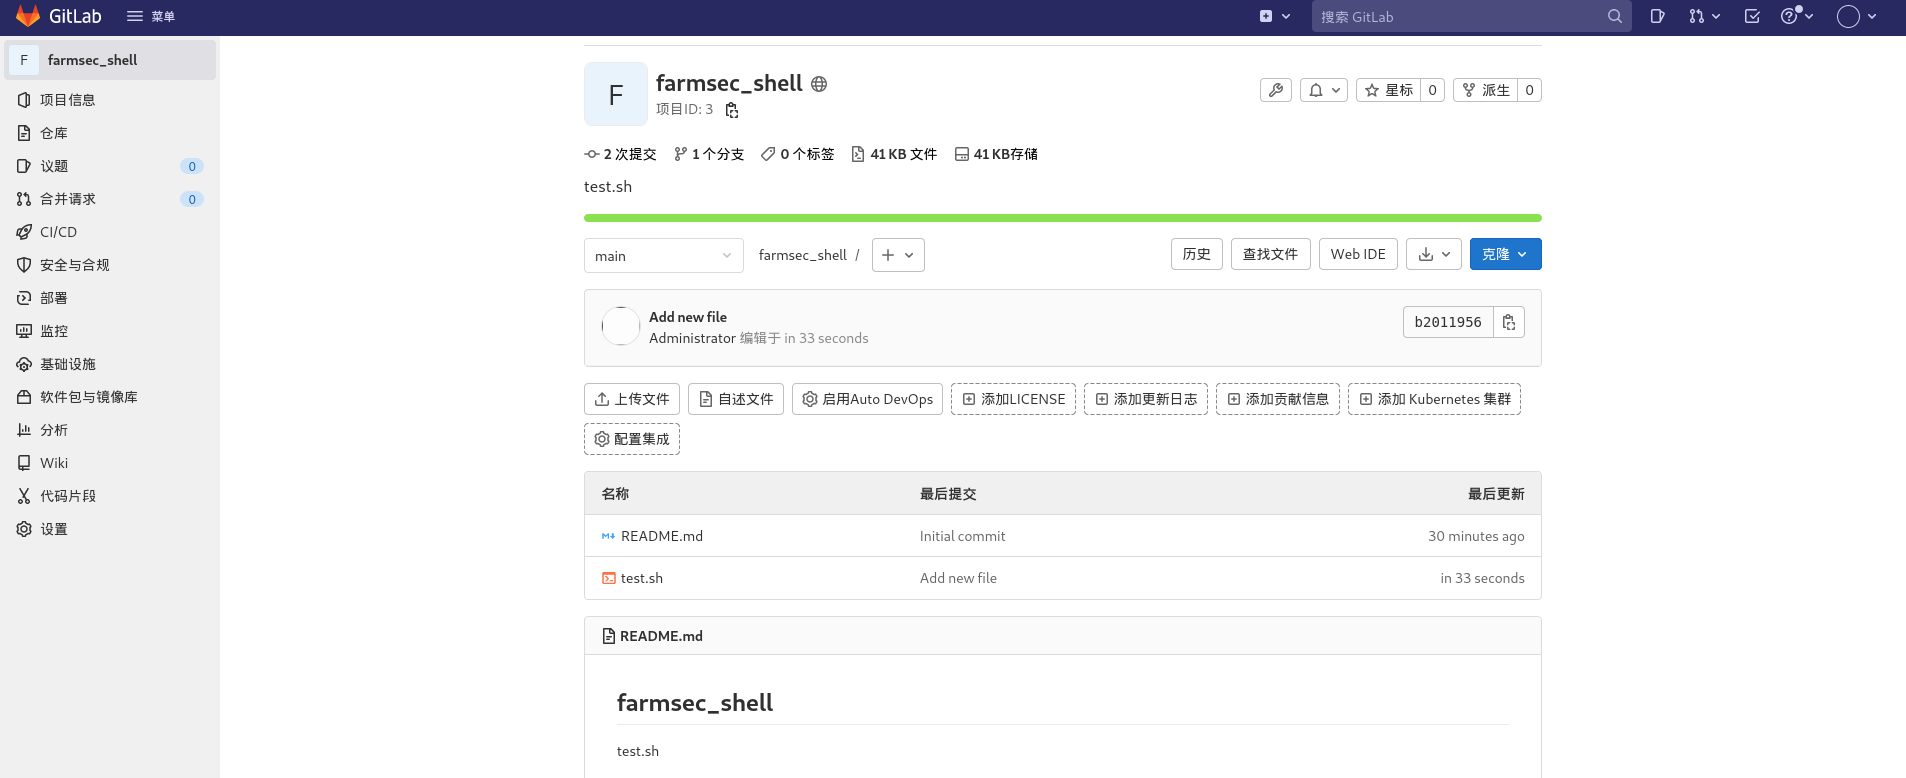 GitLab 菜单 搜索 GitLab
F farmsec_shell
项目信息
仓库
议题 0
合并请求 0
CI/CD
安全与合规
部署
监控
基础设施
软件包与镜像库
分析
Wiki
代码片段
设置
F
farmsec_shell
项目ID: 3
星标 0 派生 0
2 次提交 1 个分支 0 个标签 41 KB 文件 41 KB存储
test.sh
main farmsec_shell / 历史 查找文件 Web IDE 克隆
Add new file
Administrator 编辑于 in 33 seconds
b2011956
上传文件 自述文件 启用Auto DevOps 添加LICENSE 添加更新日志 添加贡献信息 添加 Kubernetes 集群
配置集成
名称 最后提交 最后更新
README.md Initial commit 30 minutes ago
test.sh Add new file in 33 seconds
README.md
farmsec_shell
test.sh